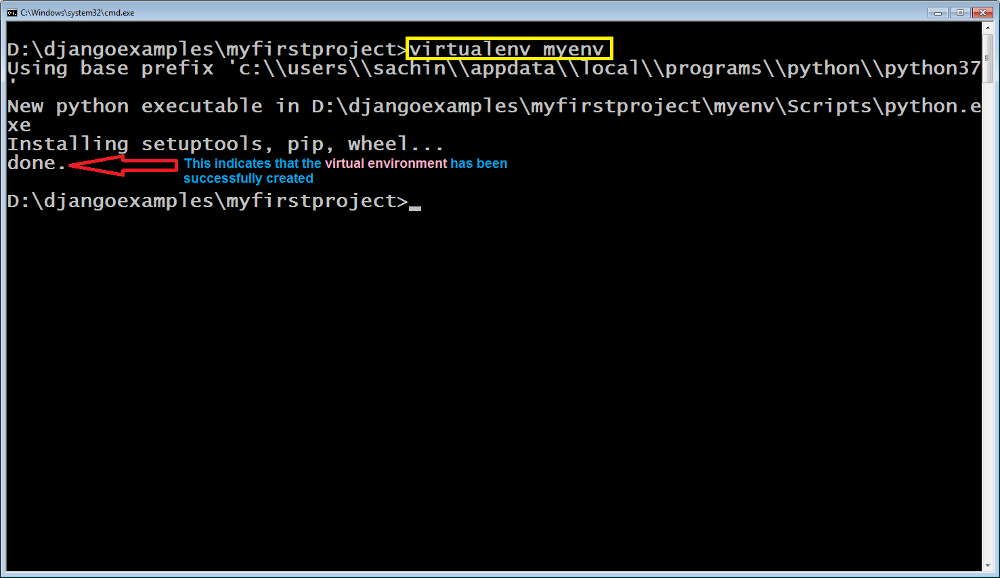 C:\Windows\system32\cmd.exe
D:\djangoexamples\myfirstproject>virtualenv myenv
Using base prefix 'c:\\users\\sachin\\appdata\\local\\programs\\python\\python37
'
New python executable in D:\djangoexamples\myfirstproject\myenv\Scripts\python.e
xe
Installing setuptools, pip, wheel...
done.
This indicates that the virtual environment has been
successfully created
D:\djangoexamples\myfirstproject>_